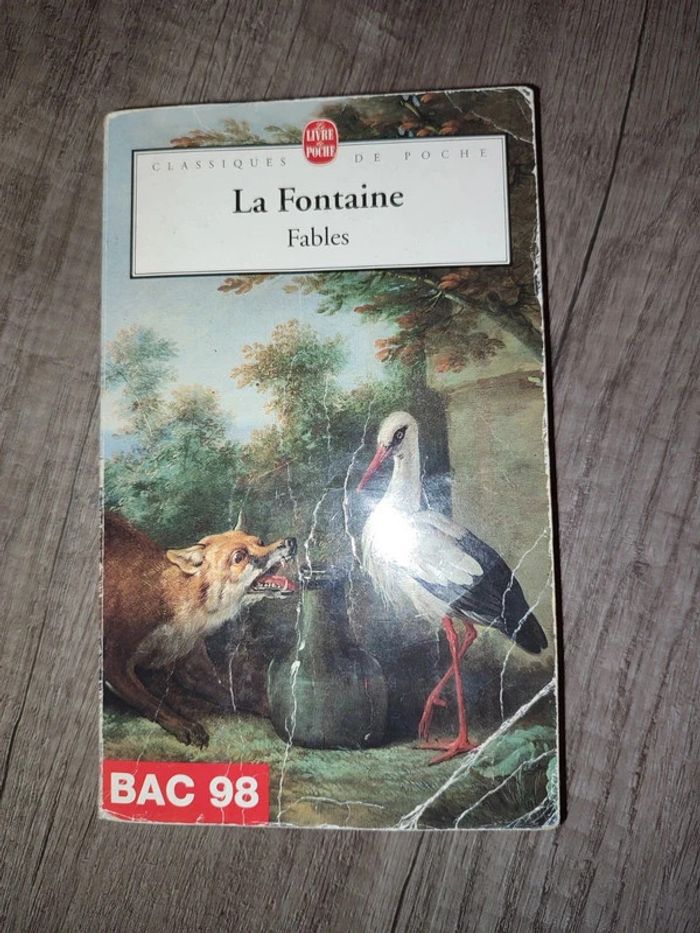 Le
LIVRE
de
POCHE
CLASSIQUES DE POCHE
La Fontaine
Fables
BAC 98